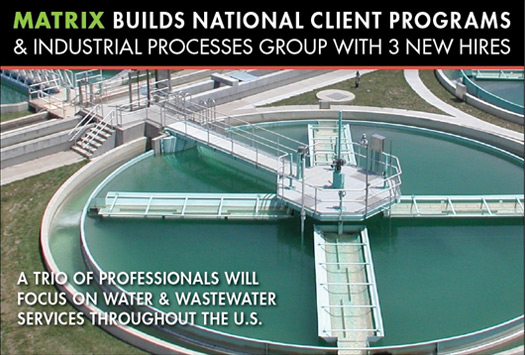 MATRIX BUILDS NATIONAL CLIENT PROGRAMS
& INDUSTRIAL PROCESSES GROUP WITH 3 NEW HIRES
A TRIO OF PROFESSIONALS WILL
FOCUS ON WATER & WASTEWATER
SERVICES THROUGHOUT THE U.S.